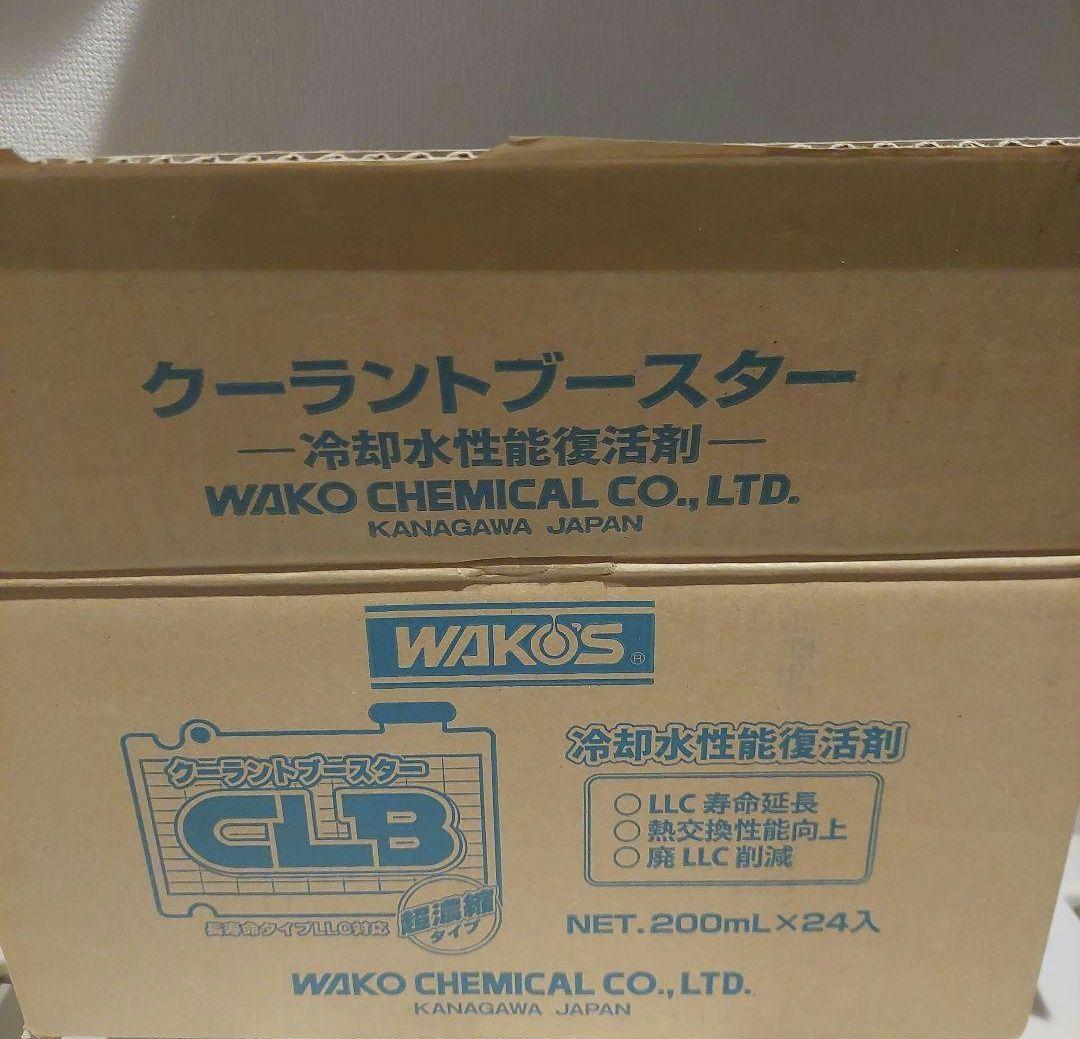 クーラントブースター
―冷却水性能復活剤―
WAKO CHEMICAL CO., LTD.
KANAGAWA JAPAN
WAKO'S ®
クーラントブースター
CLB
長寿命タイプLLC対応
超濃縮
タイプ
冷却水性能復活剤
○ LLC 寿命延長
○ 熱交換性能向上
○ 廃 LLC 削減
NET. 200mL×24入
WAKO CHEMICAL CO., LTD.
KANAGAWA JAPAN